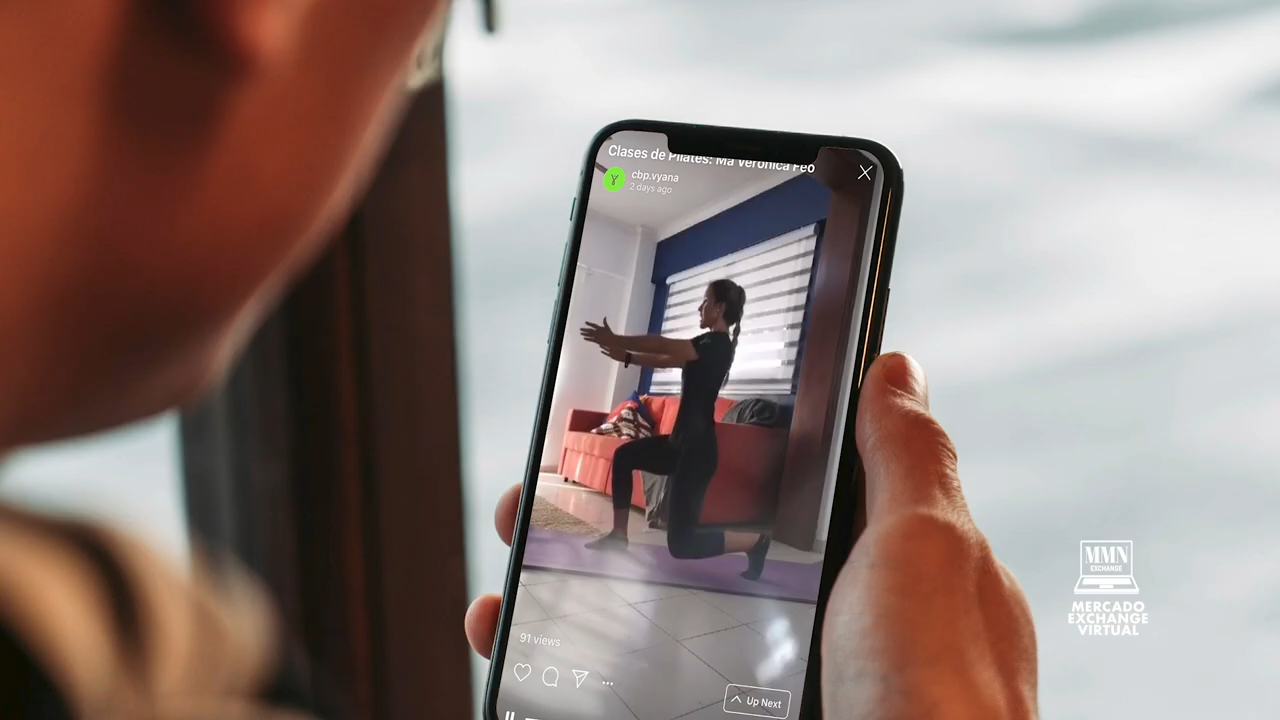 Clases de Pilates: Ma Verónica Feo
cbp.vyana
2 days ago
91 views
Up Next
MMN
EXCHANGE
MERCADO
EXCHANGE
VIRTUAL